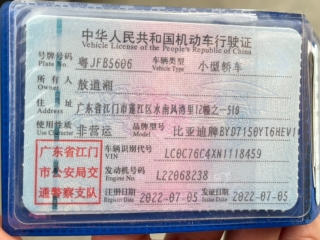 中华人民共和国机动车行驶证
Vehicle License of the People's Republic of China
号牌号码 Plate No. 粤JFB5606 车辆类型 Vehicle Type 小型轿车
所有人 Owner 敖道湘
住址 Address 广东省江门市蓬江区水南风湾里12幢之一510
使用性质 Use Character 非营运 品牌型号 Model 比亚迪牌BYD7150YT6HEV1
广东省江门
市公安局交
通警察支队
车辆识别代号 VIN LC0C76C4XN1118459
发动机号码 Engine No. L22068238
注册日期 Register Date 2022-07-05 发证日期 Issue Date 2022-07-05